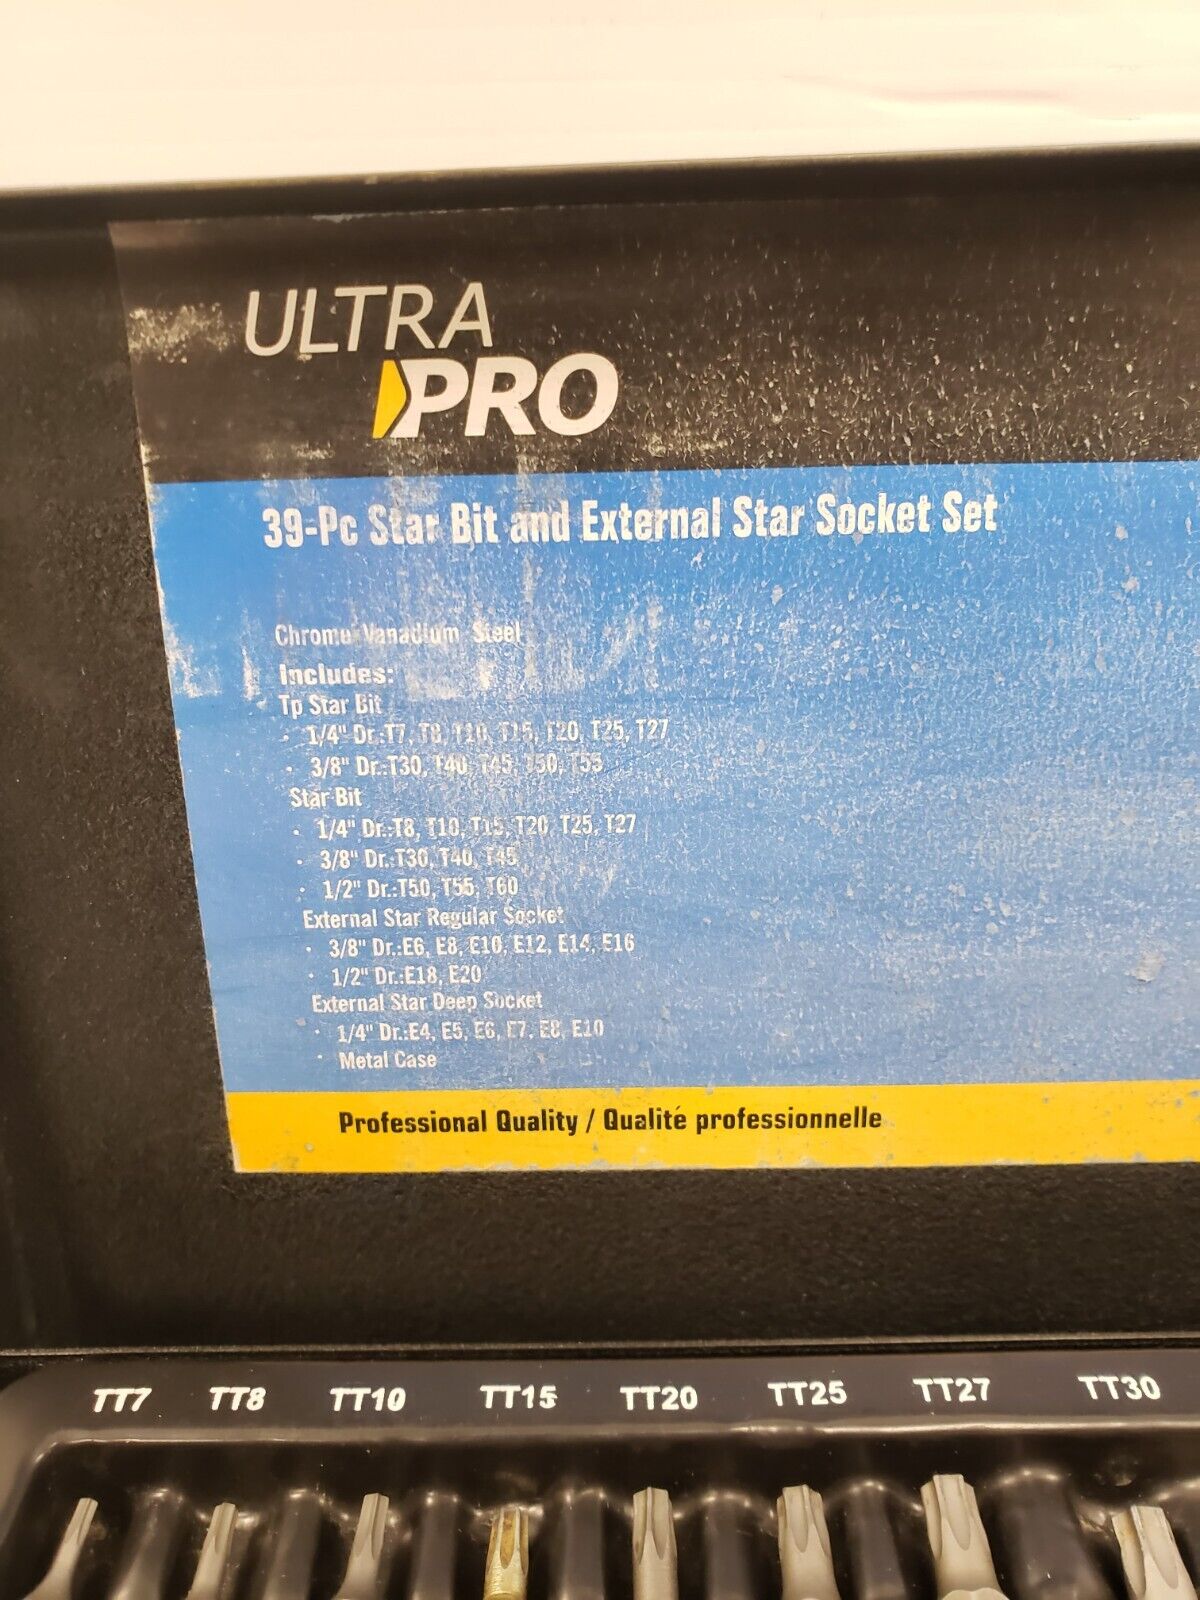 ULTRA
PRO
39-Pc Star Bit and External Star Socket Set
Chrome Vanadium Steel
Includes:
Tp Star Bit
· 1/4" Dr.:T7, T8, T10, T15, T20, T25, T27
· 3/8" Dr.:T30, T40, T45, T50, T55
Star Bit
· 1/4" Dr.:T8, T10, T15, T20, T25, T27
· 3/8" Dr.:T30, T40, T45
· 1/2" Dr.:T50, T55, T60
External Star Regular Socket
· 3/8" Dr.:E6, E8, E10, E12, E14, E16
· 1/2" Dr.:E18, E20
External Star Deep Socket
· 1/4" Dr.:E4, E5, E6, E7, E8, E10
· Metal Case
Professional Quality / Qualité professionnelle
TT7 TT8 TT10 TT15 TT20 TT25 TT27 TT30